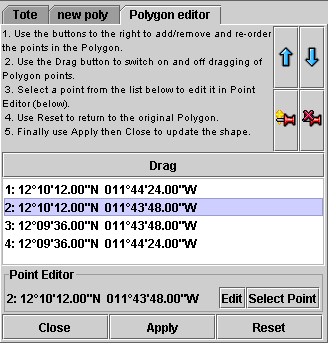 Tote new poly Polygon editor
1. Use the buttons to the right to add/remove and re-order
the points in the Polygon.
2. Use the Drag button to switch on and off dragging of
Polygon points.
3. Select a point from the list below to edit it in Point
Editor (below).
4. Use Reset to return to the original Polygon.
5. Finally use Apply then Close to update the shape.
Drag
1: 12°10'12.00"N 011°44'24.00"W
2: 12°10'12.00"N 011°43'48.00"W
3: 12°09'36.00"N 011°43'48.00"W
4: 12°09'36.00"N 011°44'24.00"W
Point Editor
2: 12°10'12.00"N 011°43'48.00"W Edit Select Point
Close Apply Reset